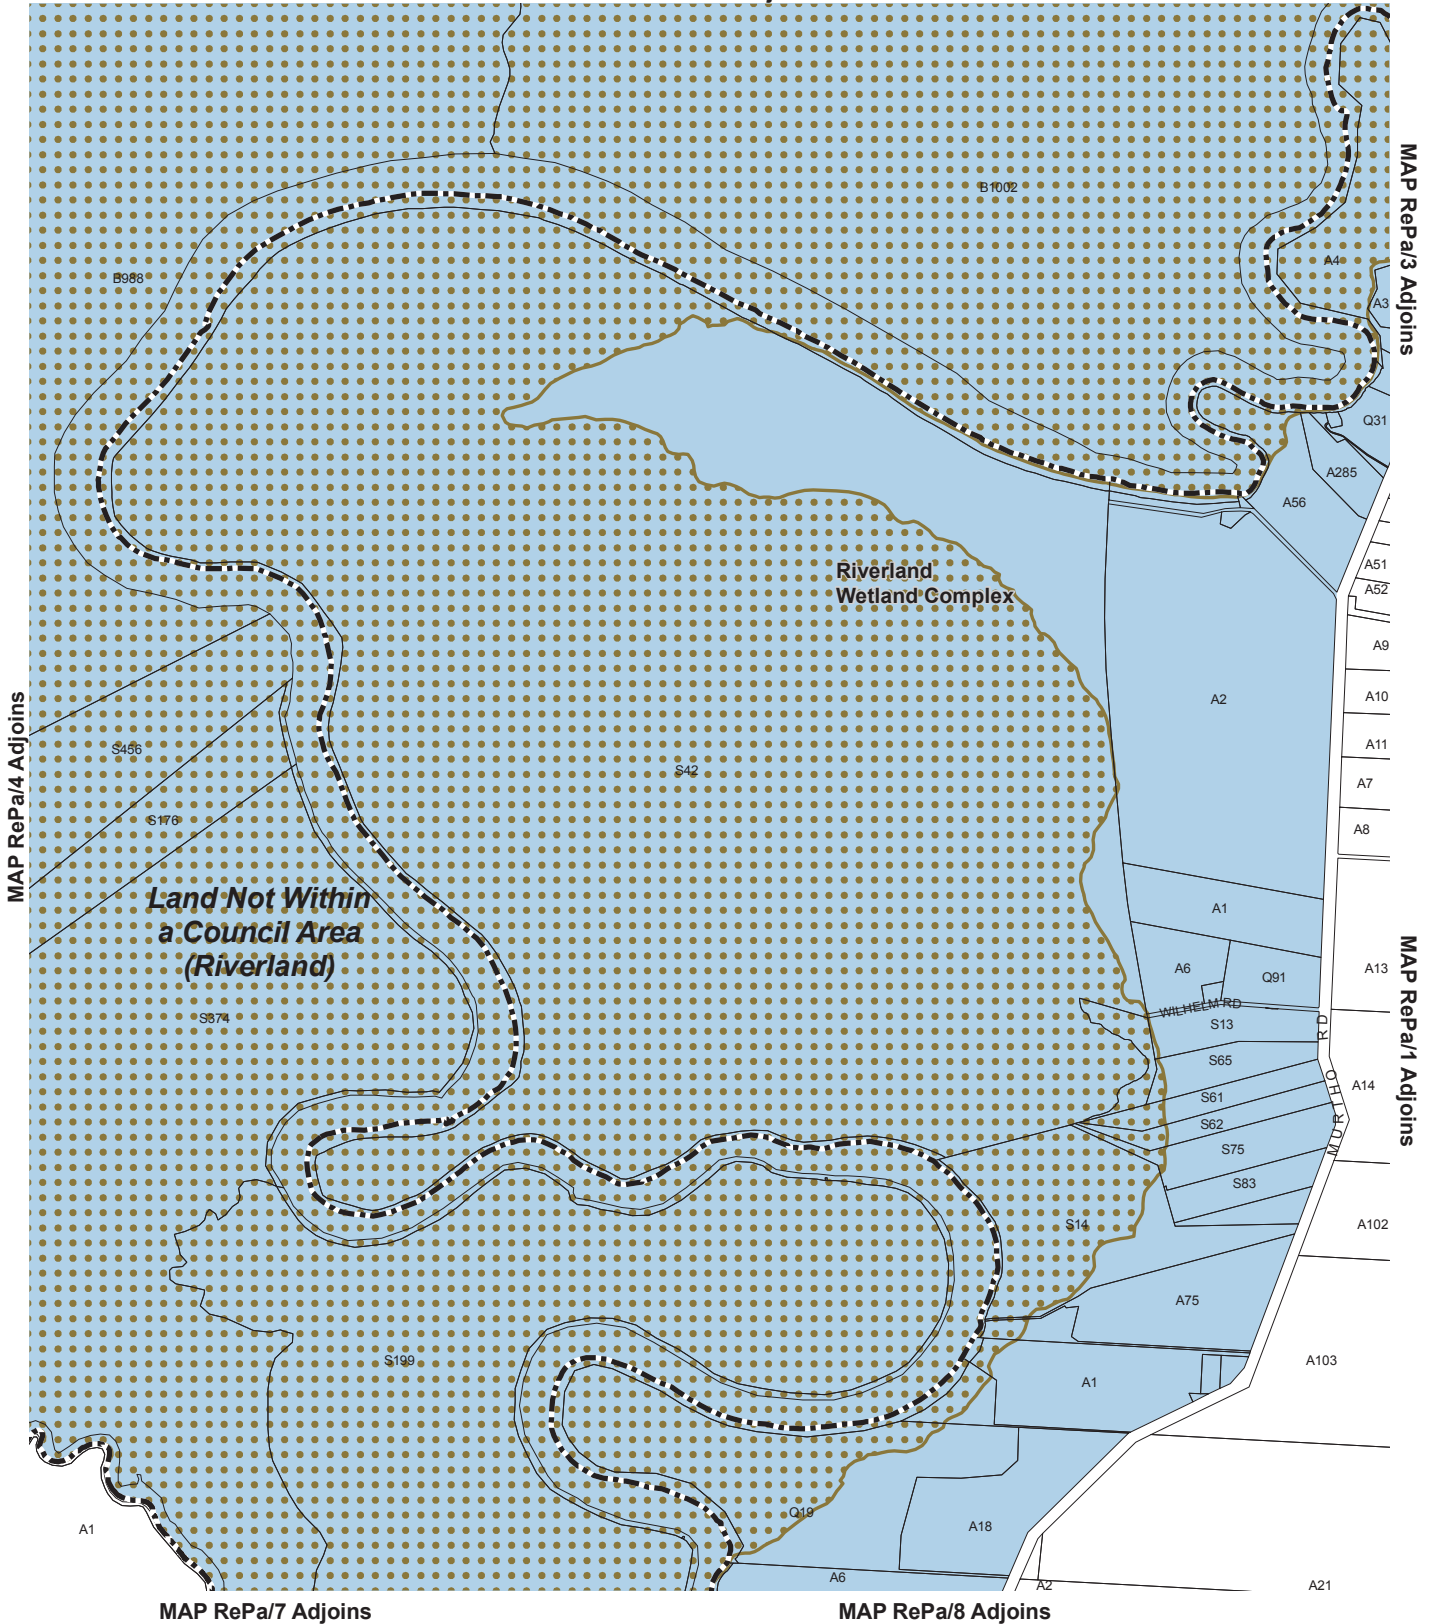 B1002
MAP RePa/3 Adjoins
A4
B988
A3
Q31
A285
A56
A51
A52
Riverland
Wetland Complex
A9
A10
A2
A11
MAP RePa/4 Adjoins
S456
S42
A7
S176
A8
Land Not Within
a Council Area
(Riverland)
A1
A6
Q91
A13
MAP RePa/1 Adjoins
WILHELM RD
S374
S13
S65
A14
S61
S62
MURTHO RD
S75
S83
S14
A102
A75
S199
A103
A1
Q19
A18
A1
A6
A2
A21
MAP RePa/7 Adjoins
MAP RePa/8 Adjoins